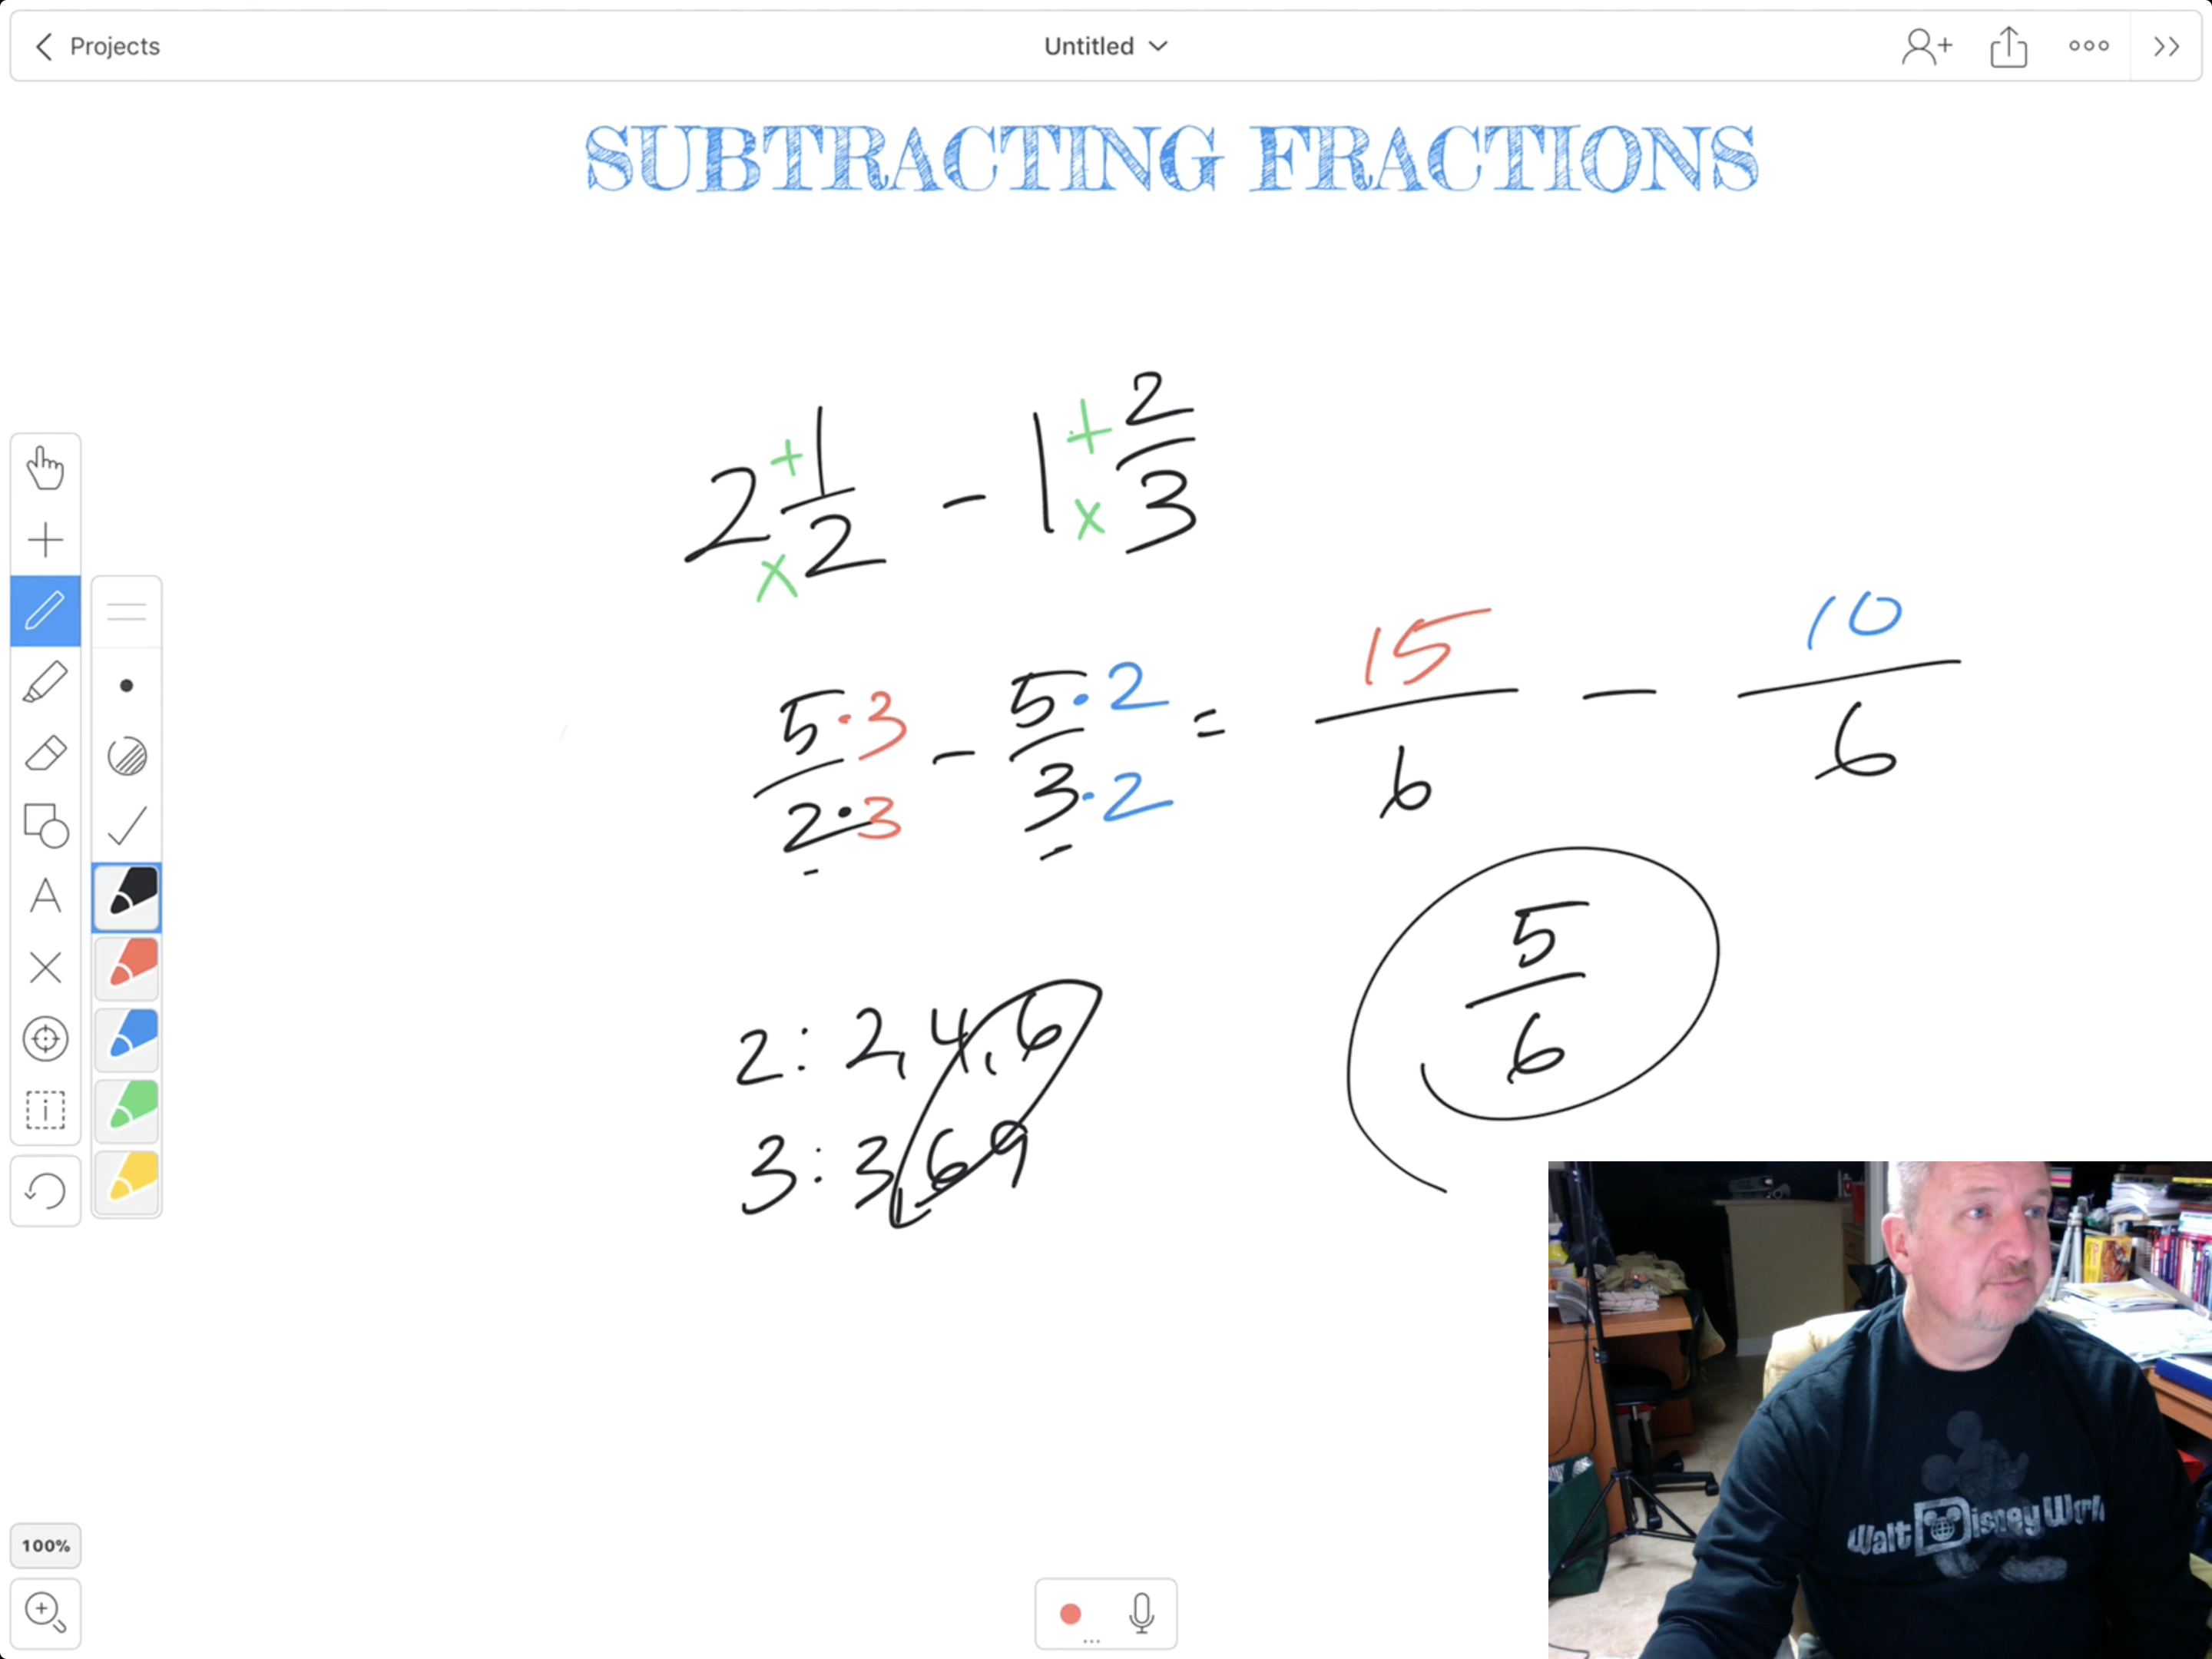 Projects
Untitled
SUBTRACTING FRACTIONS
2 + 1/2 x - 1 + 2/3 x
5·3/2·3 - 5·2/3·2 = 15/6 - 10/6
5/6
2: 2, 4, 6
3: 3, 6 9
A
i
100%
Walt Disney World